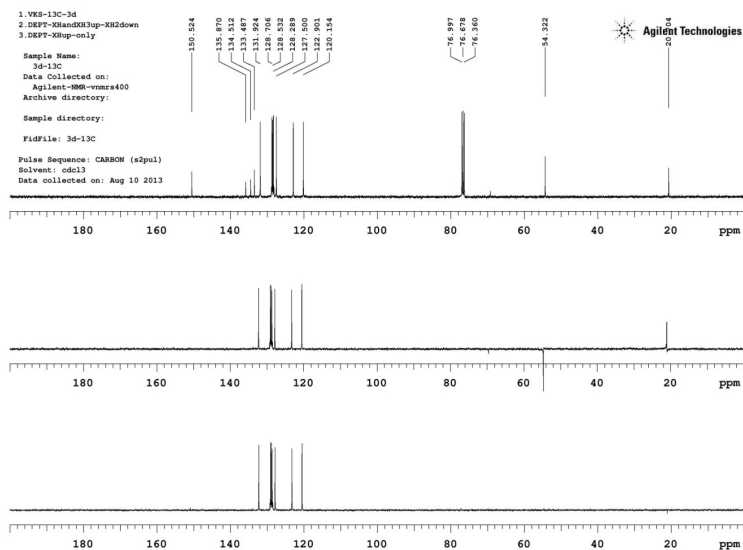 1.VKS-13C-3d
2.DEPT-XHandXH3up-XH2down
3.DEPT-XHup-only
Sample Name:
3d-13C
Data Collected on:
Agilent-NMR-vnmrs400
Archive directory:
Sample directory:
FidFile: 3d-13C
Pulse Sequence: CARBON (s2pul)
Solvent: cdcl3
Data collected on: Aug 10 2013
150.524
135.870
134.512
133.487
131.924
128.706
128.532
128.289
127.500
122.901
120.154
76.997
76.678
76.360
54.322
Agilent Technologies
180 160 140 120 100 80 60 40 20 ppm
180 160 140 120 100 80 60 40 20 ppm
180 160 140 120 100 80 60 40 20 ppm